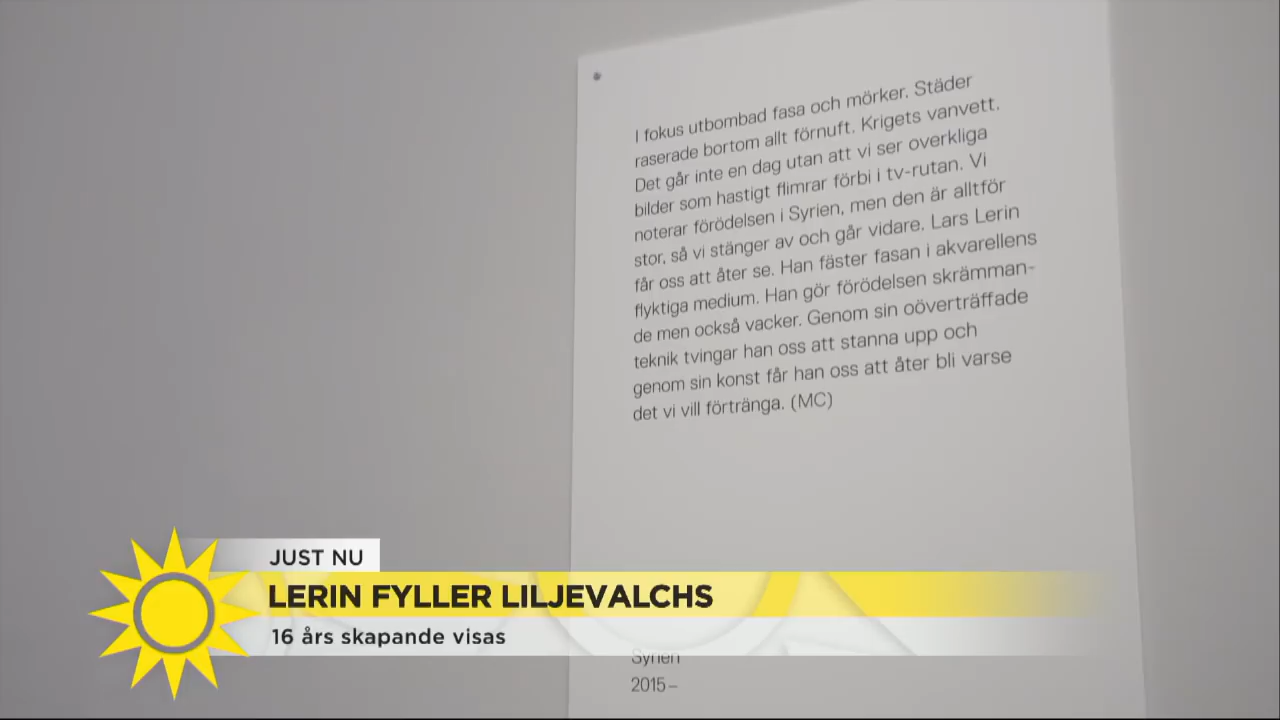 I fokus utbombad fasa och mörker. Städer
raserade bortom allt förnuft. Krigets vanvett.
Det går inte en dag utan att vi ser overkliga
bilder som hastigt flimrar förbi i tv-rutan. Vi
noterar förödelsen i Syrien, men den är alltför
stor, så vi stänger av och går vidare. Lars Lerin
får oss att åter se. Han fäster fasan i akvarellens
flyktiga medium. Han gör förödelsen skrämman-
de men också vacker. Genom sin oöverträffade
teknik tvingar han oss att stanna upp och
genom sin konst får han oss att åter bli varse
det vi vill förtränga. (MC)
JUST NU
LERIN FYLLER LILJEVALCHS
16 års skapande visas
Syrien
2015–